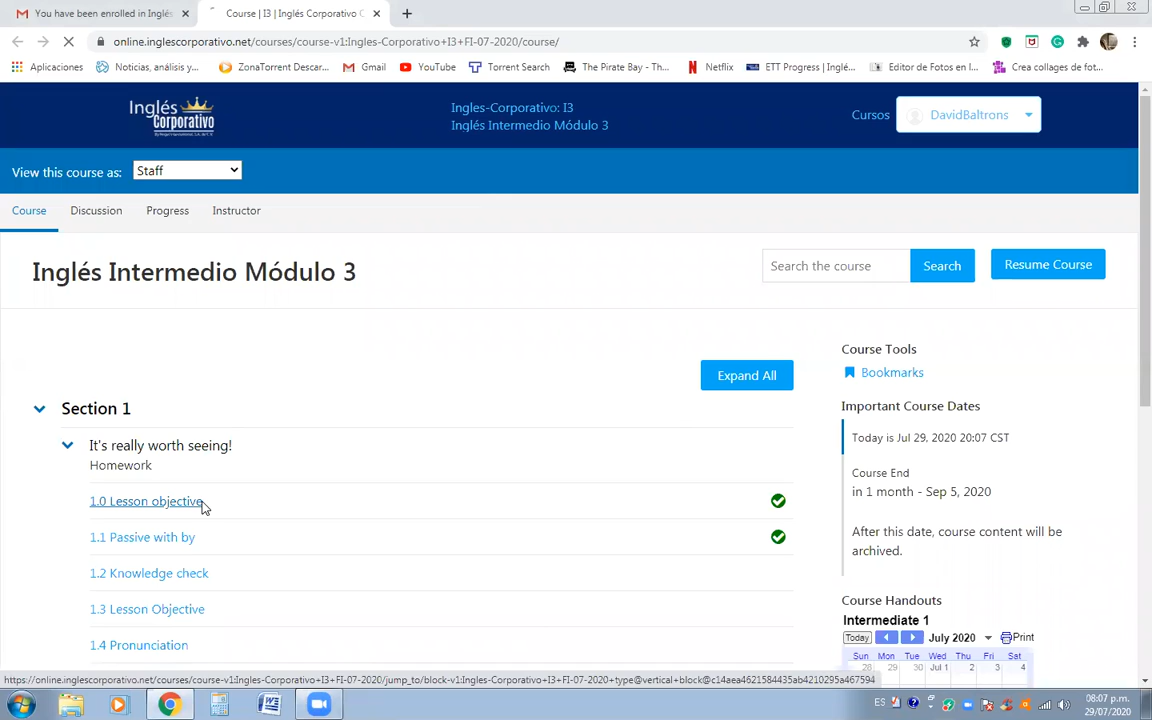 You have been enrolled in Inglés
Course | I3 | Inglés Corporativo C
online.inglescorporativo.net/courses/course-v1:Ingles-Corporativo+I3+FI-07-2020/course/
Aplicaciones
Noticias, análisis y...
ZonaTorrent Descar...
Gmail
YouTube
Torrent Search
The Pirate Bay - Th...
Netflix
ETT Progress | Inglé...
Editor de Fotos en l...
Crea collages de fot...
Inglés
Corporativo
Ingles-Corporativo: I3
Inglés Intermedio Módulo 3
Cursos
DavidBaltrons
View this course as:
Staff
Course
Discussion
Progress
Instructor
Inglés Intermedio Módulo 3
Search the course
Search
Resume Course
Expand All
Section 1
It's really worth seeing!
Homework
1.0 Lesson objective
1.1 Passive with by
1.2 Knowledge check
1.3 Lesson Objective
1.4 Pronunciation
Course Tools
Bookmarks
Important Course Dates
Today is Jul 29, 2020 20:07 CST
Course End
in 1 month - Sep 5, 2020
After this date, course content will be
archived.
Course Handouts
Intermediate 1
Today
July 2020
Print
Sun Mon Tue Wed Thu Fri Sat
28 29 30 Jul 1 2 3 4
https://online.inglescorporativo.net/courses/course-v1:Ingles-Corporativo+I3+FI-07-2020/jump_to/block-v1:Ingles-Corporativo+I3+FI-07-2020+type@vertical+block@c14aea4621584435ab4210295a467594
ES
08:07 p.m.
29/07/2020